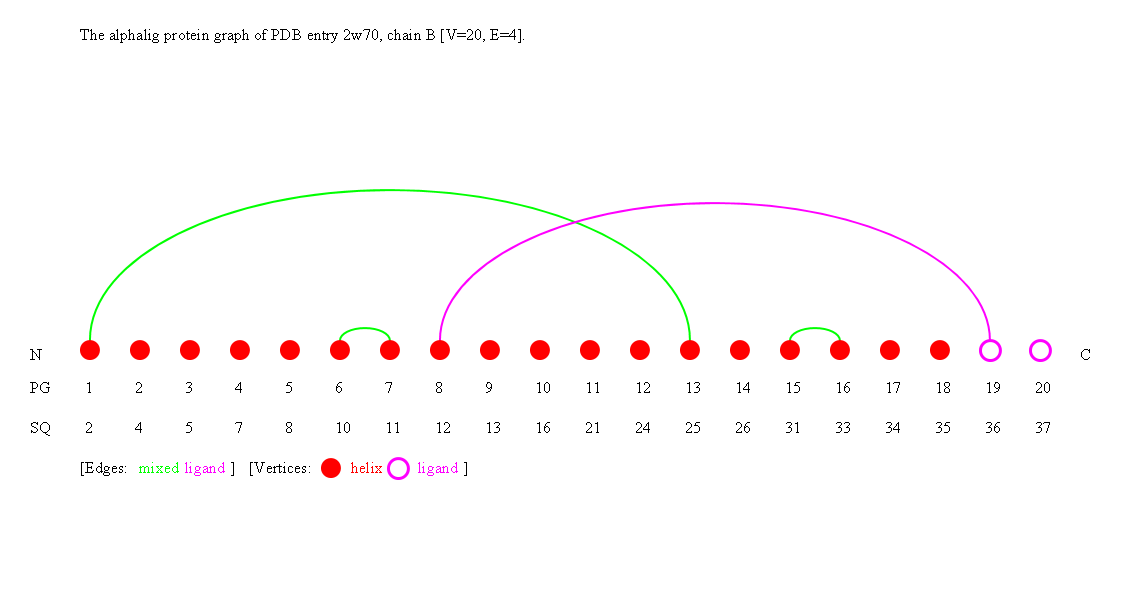 The alphalig protein graph of PDB entry 2w70, chain B [V=20, E=4].
N C
PG 1 2 3 4 5 6 7 8 9 10 11 12 13 14 15 16 17 18 19 20
SQ 2 4 5 7 8 10 11 12 13 16 21 24 25 26 31 33 34 35 36 37
[Edges: mixed ligand ] [Vertices: helix ligand ]